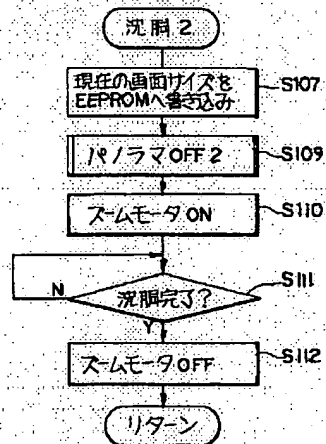 沈胴2
現在の画面サイズを
EEPROMへ書き込み
S107
パノラマOFF2
S109
ズームモータON
S110
沈胴完了?
S111
N
Y
ズームモータOFF
S112
リターン